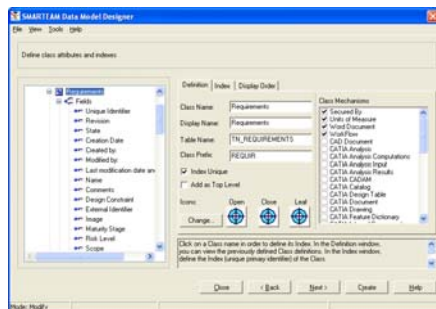 SMARTEAM Data Model Designer
File View Tools Help
Define class attributes and indexes
Requirements
Fields
Unique Identifier
Revision
State
Creation Date
Created by:
Modified by:
Last modification date an
Name
Comments
Design Constraint
External Identifier
Image
Maturity Stage
Risk Level
Scope
Definition Index Display Order
Class Name: Requirements
Display Name: Requirements
Table Name: TN_REQUIREMENTS
Class Prefix: REQUIR
Index Unique
Add as Top Level
Icons: Open Close Leaf
Change...
Class Mechanisms
Secured By
Units of Measure
Word Document
WorkFlow
CAD Document
CATIA Analysis
CATIA Analysis Computations
CATIA Analysis Input
CATIA Analysis Results
CATIA CADAM
CATIA Catalog
CATIA Design Table
CATIA Document
CATIA Drawing
CATIA Feature Dictionary
Click on a Class name in order to define its Index. In the Definition window,
you can view the previously defined Class definitions. In the Index window,
define the Index (unique primary identifier) of the Class
Close < Back Next > Create Help
Mode: Modify